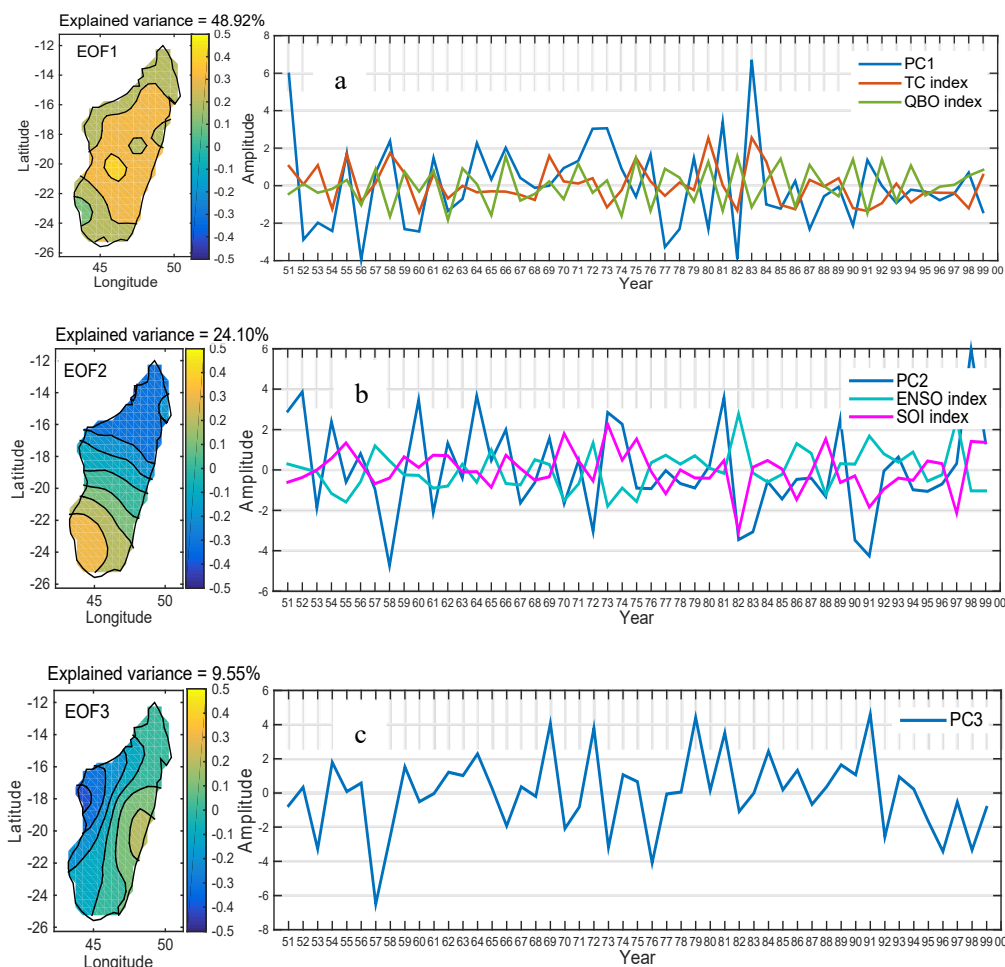 Explained variance = 48.92%
EOF1
-12
-14
-16
-18
-20
-22
-24
-26
Latitude
45 50
Longitude
0.5
0.4
0.3
0.2
0.1
0
-0.1
-0.2
-0.3
-0.4
-0.5
a
8
6
4
2
0
-2
-4
Amplitude
PC1
TC index
QBO index
51 52 53 54 55 56 57 58 59 60 61 62 63 64 65 66 67 68 69 70 71 72 73 74 75 76 77 78 79 80 81 82 83 84 85 86 87 88 89 90 91 92 93 94 95 96 97 98 99 00
Year
Explained variance = 24.10%
EOF2
-12
-14
-16
-18
-20
-22
-24
-26
Latitude
45 50
Longitude
0.5
0.4
0.3
0.2
0.1
0
-0.1
-0.2
-0.3
-0.4
-0.5
b
6
4
2
0
-2
-4
-6
Amplitude
PC2
ENSO index
SOI index
51 52 53 54 55 56 57 58 59 60 61 62 63 64 65 66 67 68 69 70 71 72 73 74 75 76 77 78 79 80 81 82 83 84 85 86 87 88 89 90 91 92 93 94 95 96 97 98 99 00
Year
Explained variance = 9.55%
EOF3
-12
-14
-16
-18
-20
-22
-24
-26
Latitude
45 50
Longitude
0.5
0.4
0.3
0.2
0.1
0
-0.1
-0.2
-0.3
-0.4
-0.5
c
6
4
2
0
-2
-4
-6
-8
Amplitude
PC3
51 52 53 54 55 56 57 58 59 60 61 62 63 64 65 66 67 68 69 70 71 72 73 74 75 76 77 78 79 80 81 82 83 84 85 86 87 88 89 90 91 92 93 94 95 96 97 98 99 00
Year